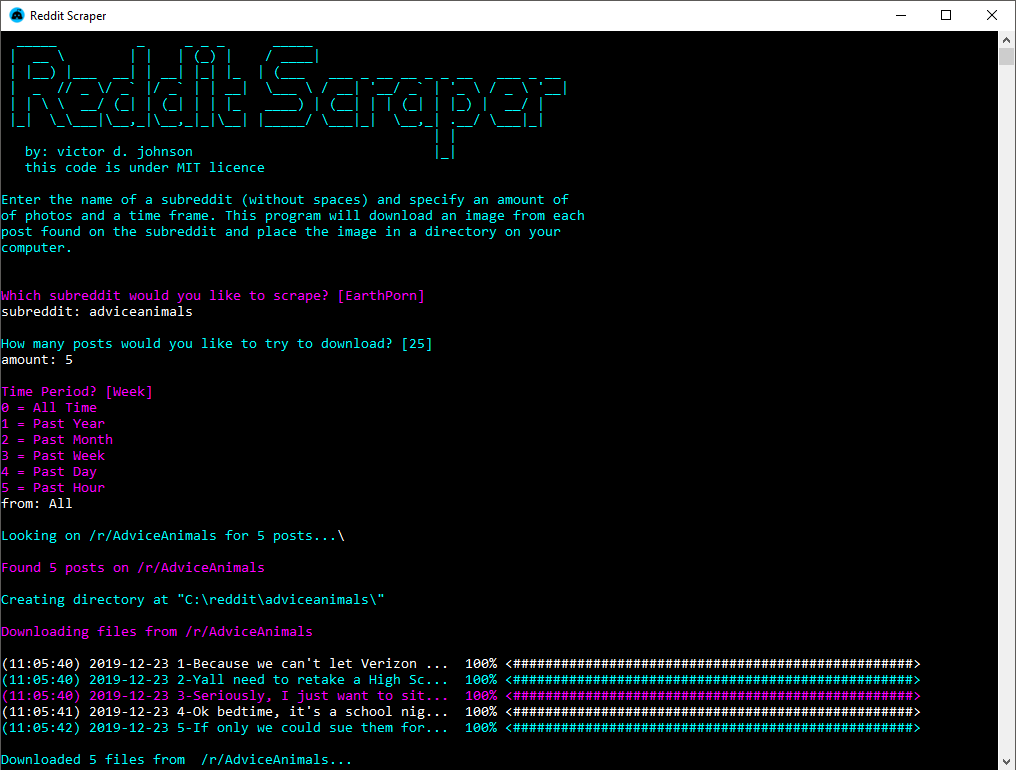 Reddit Scraper
Reddit Scraper
by: victor d. johnson
this code is under MIT licence
Enter the name of a subreddit (without spaces) and specify an amount of
of photos and a time frame. This program will download an image from each
post found on the subreddit and place the image in a directory on your
computer.
Which subreddit would you like to scrape? [EarthPorn]
subreddit: adviceanimals
How many posts would you like to try to download? [25]
amount: 5
Time Period? [Week]
0 = All Time
1 = Past Year
2 = Past Month
3 = Past Week
4 = Past Day
5 = Past Hour
from: All
Looking on /r/AdviceAnimals for 5 posts...\
Found 5 posts on /r/AdviceAnimals
Creating directory at "C:\reddit\adviceanimals\"
Downloading files from /r/AdviceAnimals
(11:05:40) 2019-12-23 1-Because we can't let Verizon ...  100% <##################################################>
(11:05:40) 2019-12-23 2-Yall need to retake a High Sc...  100% <##################################################>
(11:05:40) 2019-12-23 3-Seriously, I just want to sit...  100% <##################################################>
(11:05:41) 2019-12-23 4-Ok bedtime, it's a school nig...  100% <##################################################>
(11:05:42) 2019-12-23 5-If only we could sue them for...  100% <##################################################>
Downloaded 5 files from  /r/AdviceAnimals...